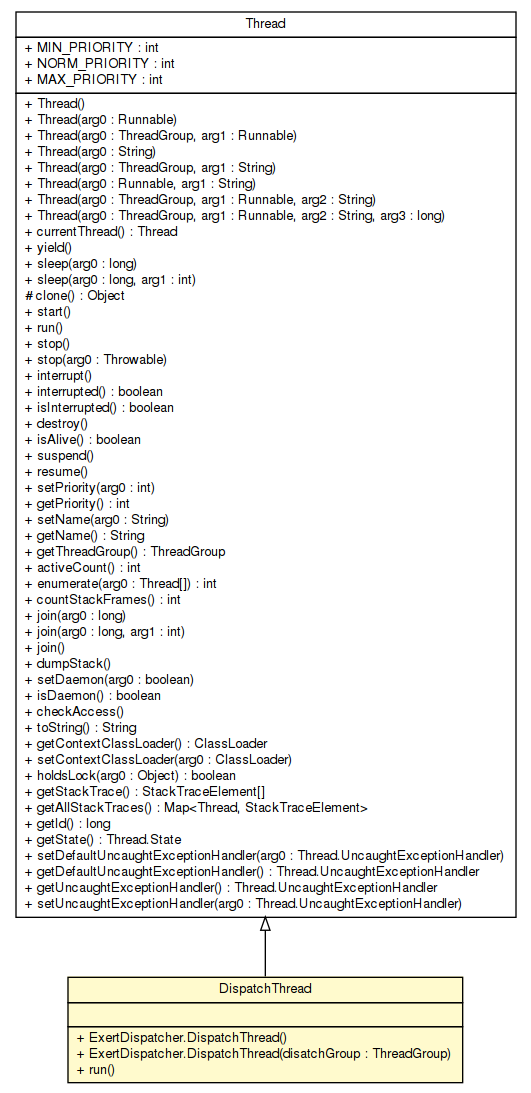 Thread
+ MIN_PRIORITY : int
+ NORM_PRIORITY : int
+ MAX_PRIORITY : int
+ Thread()
+ Thread(arg0 : Runnable)
+ Thread(arg0 : ThreadGroup, arg1 : Runnable)
+ Thread(arg0 : String)
+ Thread(arg0 : ThreadGroup, arg1 : String)
+ Thread(arg0 : Runnable, arg1 : String)
+ Thread(arg0 : ThreadGroup, arg1 : Runnable, arg2 : String)
+ Thread(arg0 : ThreadGroup, arg1 : Runnable, arg2 : String, arg3 : long)
+ currentThread() : Thread
+ yield()
+ sleep(arg0 : long)
+ sleep(arg0 : long, arg1 : int)
# clone() : Object
+ start()
+ run()
+ stop()
+ stop(arg0 : Throwable)
+ interrupt()
+ interrupted() : boolean
+ isInterrupted() : boolean
+ destroy()
+ isAlive() : boolean
+ suspend()
+ resume()
+ setPriority(arg0 : int)
+ getPriority() : int
+ setName(arg0 : String)
+ getName() : String
+ getThreadGroup() : ThreadGroup
+ activeCount() : int
+ enumerate(arg0 : Thread[]) : int
+ countStackFrames() : int
+ join(arg0 : long)
+ join(arg0 : long, arg1 : int)
+ join()
+ dumpStack()
+ setDaemon(arg0 : boolean)
+ isDaemon() : boolean
+ checkAccess()
+ toString() : String
+ getContextClassLoader() : ClassLoader
+ setContextClassLoader(arg0 : ClassLoader)
+ holdsLock(arg0 : Object) : boolean
+ getStackTrace() : StackTraceElement[]
+ getAllStackTraces() : Map<Thread, StackTraceElement>
+ getId() : long
+ getState() : Thread.State
+ setDefaultUncaughtExceptionHandler(arg0 : Thread.UncaughtExceptionHandler)
+ getDefaultUncaughtExceptionHandler() : Thread.UncaughtExceptionHandler
+ getUncaughtExceptionHandler() : Thread.UncaughtExceptionHandler
+ setUncaughtExceptionHandler(arg0 : Thread.UncaughtExceptionHandler)
DispatchThread
+ ExertDispatcher.DispatchThread()
+ ExertDispatcher.DispatchThread(disatchGroup : ThreadGroup)
+ run()